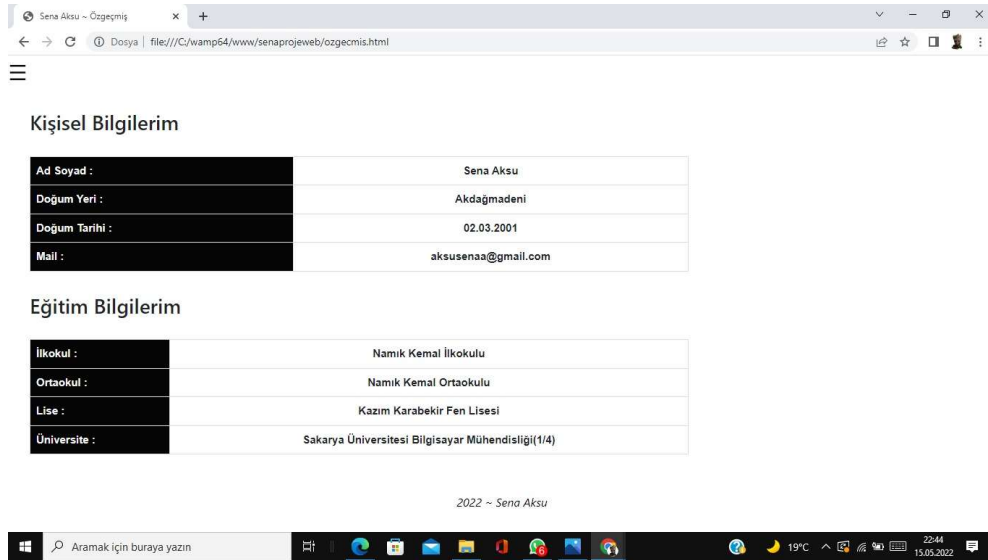 Sena Aksu ~ Özgeçmiş
Dosya | file:///C:/wamp64/www/senaprojeweb/ozgecmis.html
Kişisel Bilgilerim
Ad Soyad : Sena Aksu
Doğum Yeri : Akdağmadeni
Doğum Tarihi : 02.03.2001
Mail : aksusenaa@gmail.com
Eğitim Bilgilerim
İlkokul : Namık Kemal İlkokulu
Ortaokul : Namık Kemal Ortaokulu
Lise : Kazım Karabekir Fen Lisesi
Üniversite : Sakarya Üniversitesi Bilgisayar Mühendisliği(1/4)
2022 ~ Sena Aksu
Aramak için buraya yazın
19°C
22:44
15.05.2022